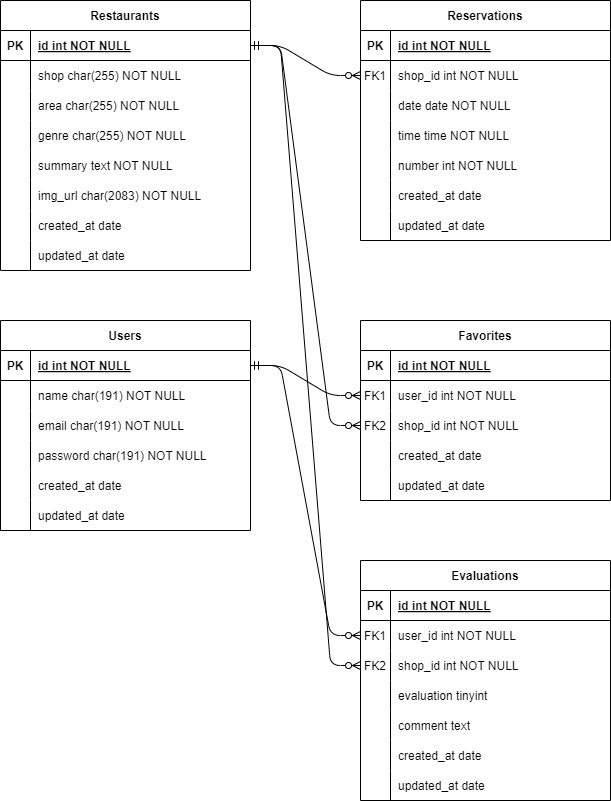 Restaurants
PK id int NOT NULL
shop char(255) NOT NULL
area char(255) NOT NULL
genre char(255) NOT NULL
summary text NOT NULL
img_url char(2083) NOT NULL
created_at date
updated_at date
Reservations
PK id int NOT NULL
FK1 shop_id int NOT NULL
date date NOT NULL
time time NOT NULL
number int NOT NULL
created_at date
updated_at date
Users
PK id int NOT NULL
name char(191) NOT NULL
email char(191) NOT NULL
password char(191) NOT NULL
created_at date
updated_at date
Favorites
PK id int NOT NULL
FK1 user_id int NOT NULL
FK2 shop_id int NOT NULL
created_at date
updated_at date
Evaluations
PK id int NOT NULL
FK1 user_id int NOT NULL
FK2 shop_id int NOT NULL
evaluation tinyint
comment text
created_at date
updated_at date